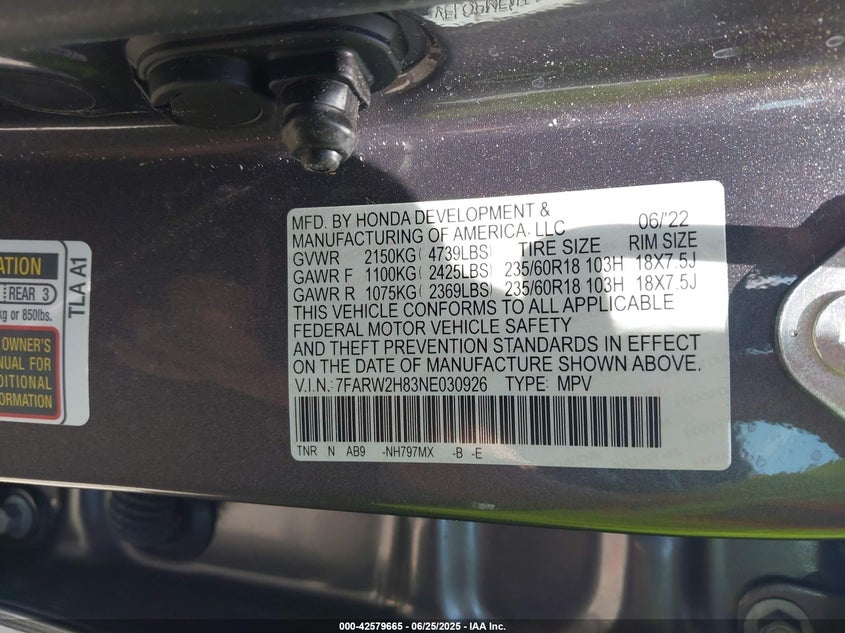 MFD. BY HONDA DEVELOPMENT & 06/'22
MANUFACTURING OF AMERICA, LLC
GVWR 2150KG( 4739LBS) TIRE SIZE RIM SIZE
GAWR F 1100KG( 2425LBS) 235/60R18 103H 18X7.5J
GAWR R 1075KG( 2369LBS) 235/60R18 103H 18X7.5J
THIS VEHICLE CONFORMS TO ALL APPLICABLE
FEDERAL MOTOR VEHICLE SAFETY
AND THEFT PREVENTION STANDARDS IN EFFECT
ON THE DATE OF MANUFACTURE SHOWN ABOVE.
V.I.N.: 7FARW2H83NE030926 TYPE: MPV
TNR N AB9 -NH797MX -B -E
ATION
REAR 3
kg or 850lbs.
OWNER'S
NUAL FOR
DITIONAL
FORMATION
TLA A1
000-42579665 - 06/25/2025 - IAA Inc.